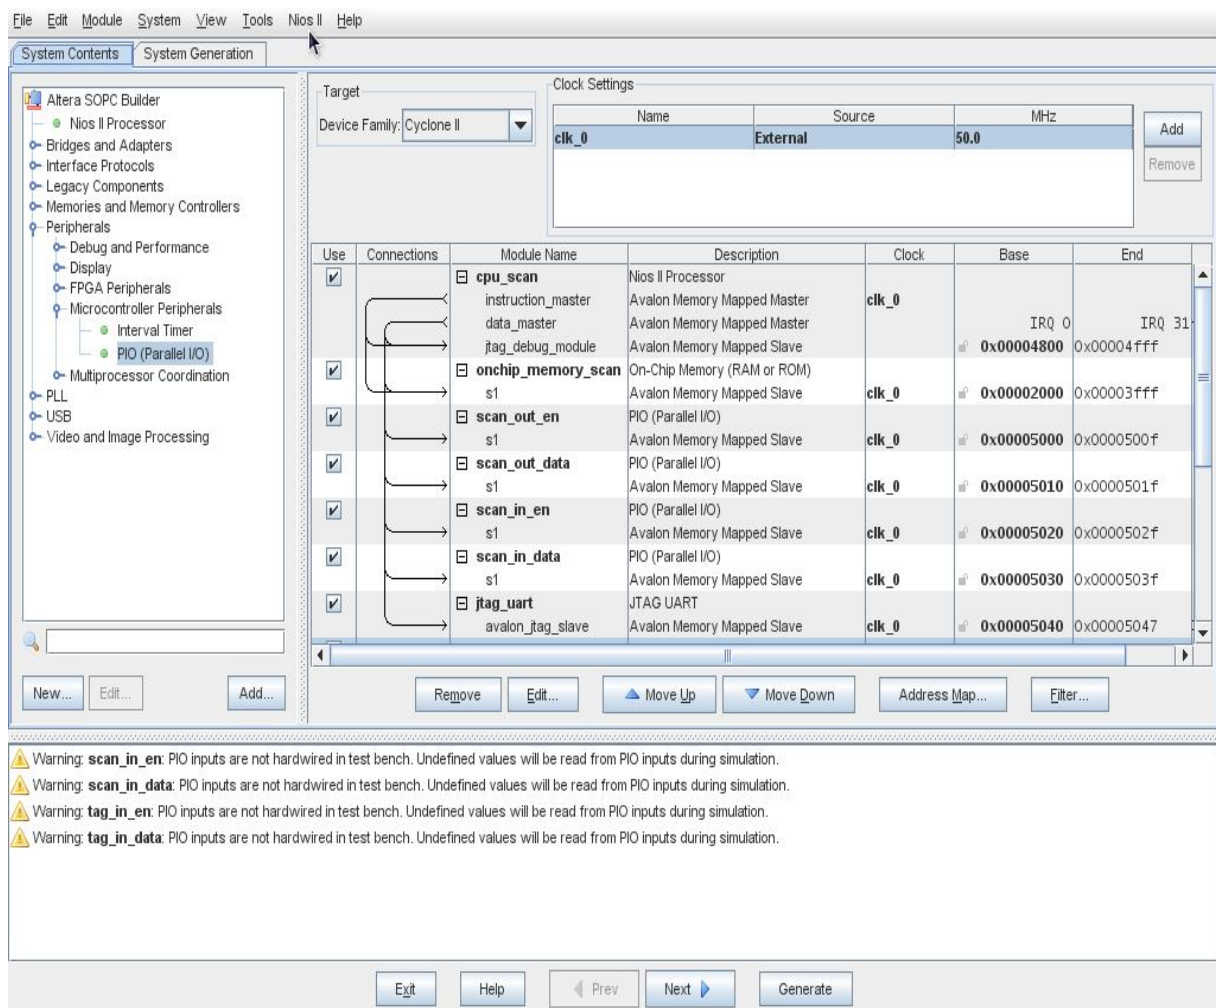 File Edit Module System View Tools Nios II Help
System Contents System Generation
Altera SOPC Builder
Nios II Processor
Bridges and Adapters
Interface Protocols
Legacy Components
Memories and Memory Controllers
Peripherals
Debug and Performance
Display
FPGA Peripherals
Microcontroller Peripherals
Interval Timer
PIO (Parallel I/O)
Multiprocessor Coordination
PLL
USB
Video and Image Processing
New... Edit... Add...
Target
Device Family: Cyclone II
Clock Settings
Name Source MHz
clk_0 External 50.0
Add
Remove
Use Connections Module Name Description Clock Base End
cpu_scan Nios II Processor
instruction_master Avalon Memory Mapped Master clk_0
data_master Avalon Memory Mapped Master IRQ 0 IRQ 31
jtag_debug_module Avalon Memory Mapped Slave 0x00004800 0x00004fff
onchip_memory_scan On-Chip Memory (RAM or ROM)
s1 Avalon Memory Mapped Slave clk_0 0x00002000 0x00003fff
scan_out_en PIO (Parallel I/O)
s1 Avalon Memory Mapped Slave clk_0 0x00005000 0x0000500f
scan_out_data PIO (Parallel I/O)
s1 Avalon Memory Mapped Slave clk_0 0x00005010 0x0000501f
scan_in_en PIO (Parallel I/O)
s1 Avalon Memory Mapped Slave clk_0 0x00005020 0x0000502f
scan_in_data PIO (Parallel I/O)
s1 Avalon Memory Mapped Slave clk_0 0x00005030 0x0000503f
jtag_uart JTAG UART
avalon_jtag_slave Avalon Memory Mapped Slave clk_0 0x00005040 0x00005047
Remove Edit... Move Up Move Down Address Map... Filter...
Warning: scan_in_en: PIO inputs are not hardwired in test bench. Undefined values will be read from PIO inputs during simulation.
Warning: scan_in_data: PIO inputs are not hardwired in test bench. Undefined values will be read from PIO inputs during simulation.
Warning: tag_in_en: PIO inputs are not hardwired in test bench. Undefined values will be read from PIO inputs during simulation.
Warning: tag_in_data: PIO inputs are not hardwired in test bench. Undefined values will be read from PIO inputs during simulation.
Exit Help Prev Next Generate